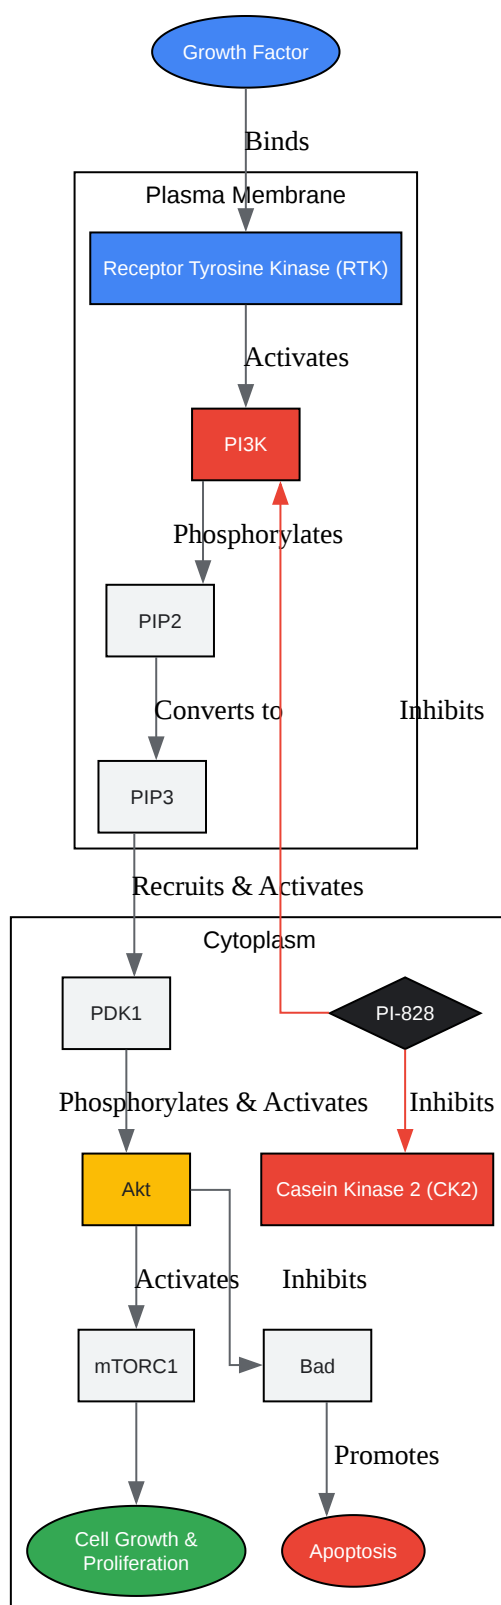 Growth Factor
Binds
Plasma Membrane
Receptor Tyrosine Kinase (RTK)
Activates
PI3K
Phosphorylates
PIP2
Converts to
Inhibits
PIP3
Recruits & Activates
Cytoplasm
PDK1
PI-828
Phosphorylates & Activates
Inhibits
Akt
Casein Kinase 2 (CK2)
Activates
Inhibits
mTORC1
Bad
Promotes
Cell Growth &
Proliferation
Apoptosis